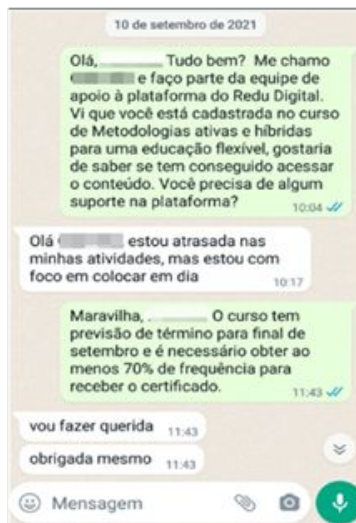 10 de setembro de 2021
Olá, Tudo bem? Me chamo
e faço parte da equipe de
apoio à plataforma do Redu Digital.
Vi que você está cadastrada no curso
de Metodologias ativas e híbridas
para uma educação flexível, gostaria
de saber se tem conseguido acessar
o conteúdo. Você precisa de algum
suporte na plataforma?
10:04
Olá estou atrasada nas
minhas atividades, mas estou com
foco em colocar em dia
10:17
Maravilha, O curso tem
previsão de término para final de
setembro e é necessário obter ao
menos 70% de frequência para
receber o certificado.
11:43
vou fazer querida 11:43
obrigada mesmo 11:43
Mensagem